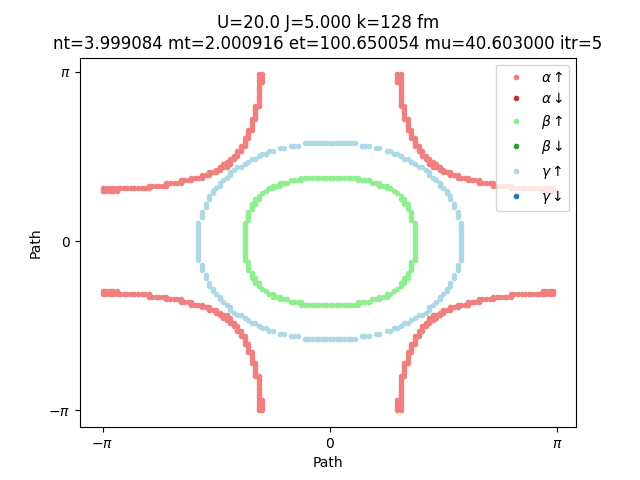 U=20.0 J=5.000 k=128 fm
nt=3.999084 mt=2.000916 et=100.650054 mu=40.603000 itr=5
π
α↑
α↓
β↑
β↓
γ↑
γ↓
Path
0
−π
−π 0 π
Path